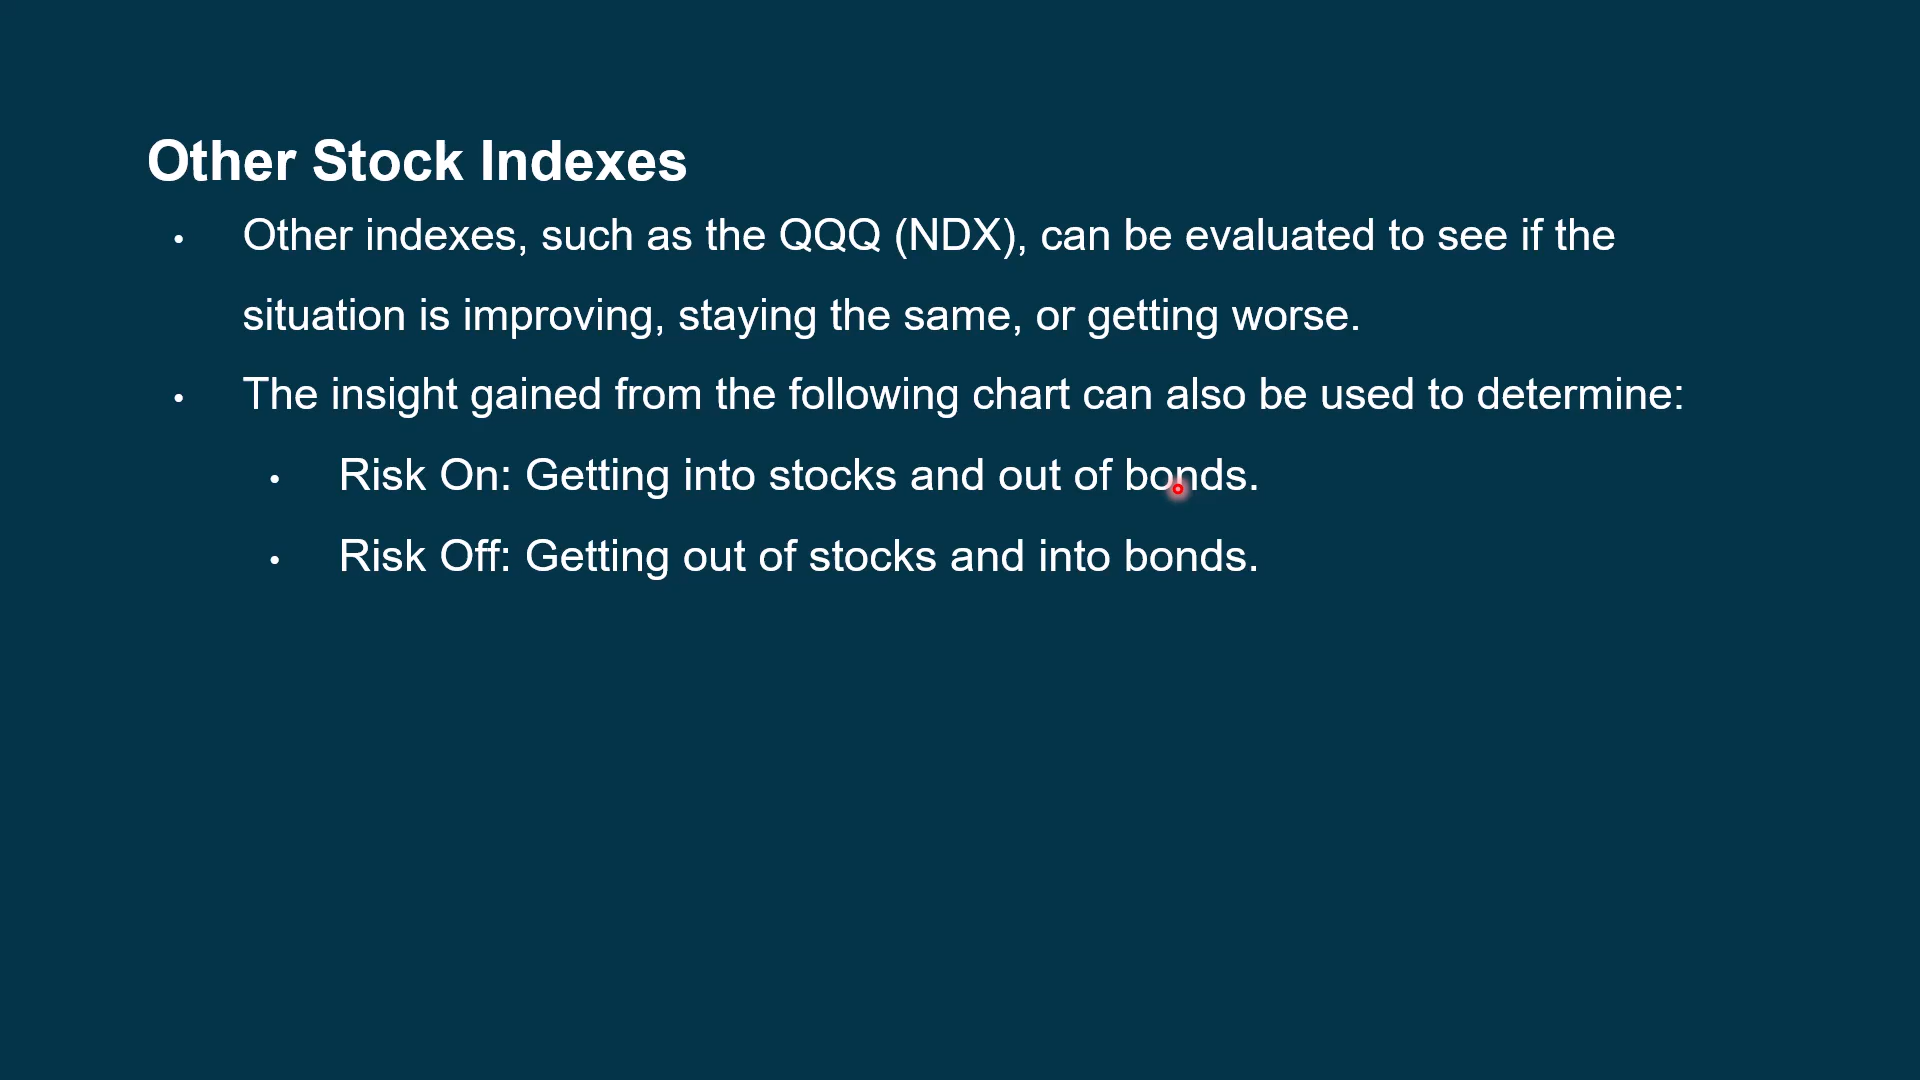 Other Stock Indexes
• Other indexes, such as the QQQ (NDX), can be evaluated to see if the
situation is improving, staying the same, or getting worse.
• The insight gained from the following chart can also be used to determine:
• Risk On: Getting into stocks and out of bonds.
• Risk Off: Getting out of stocks and into bonds.